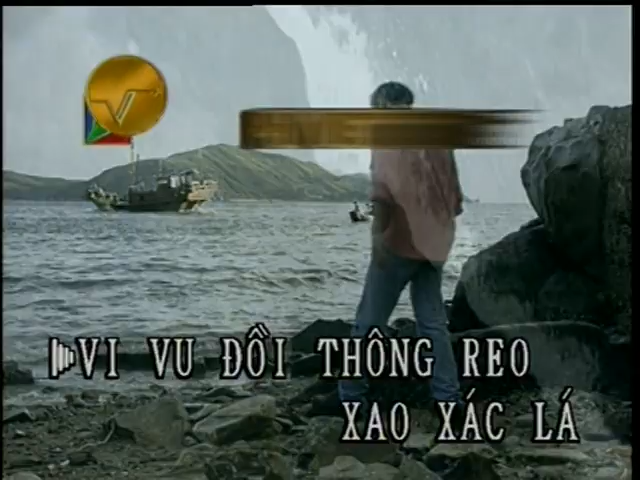 V
VI VU ĐỒI THÔNG REO
XAO XÁC LÁ